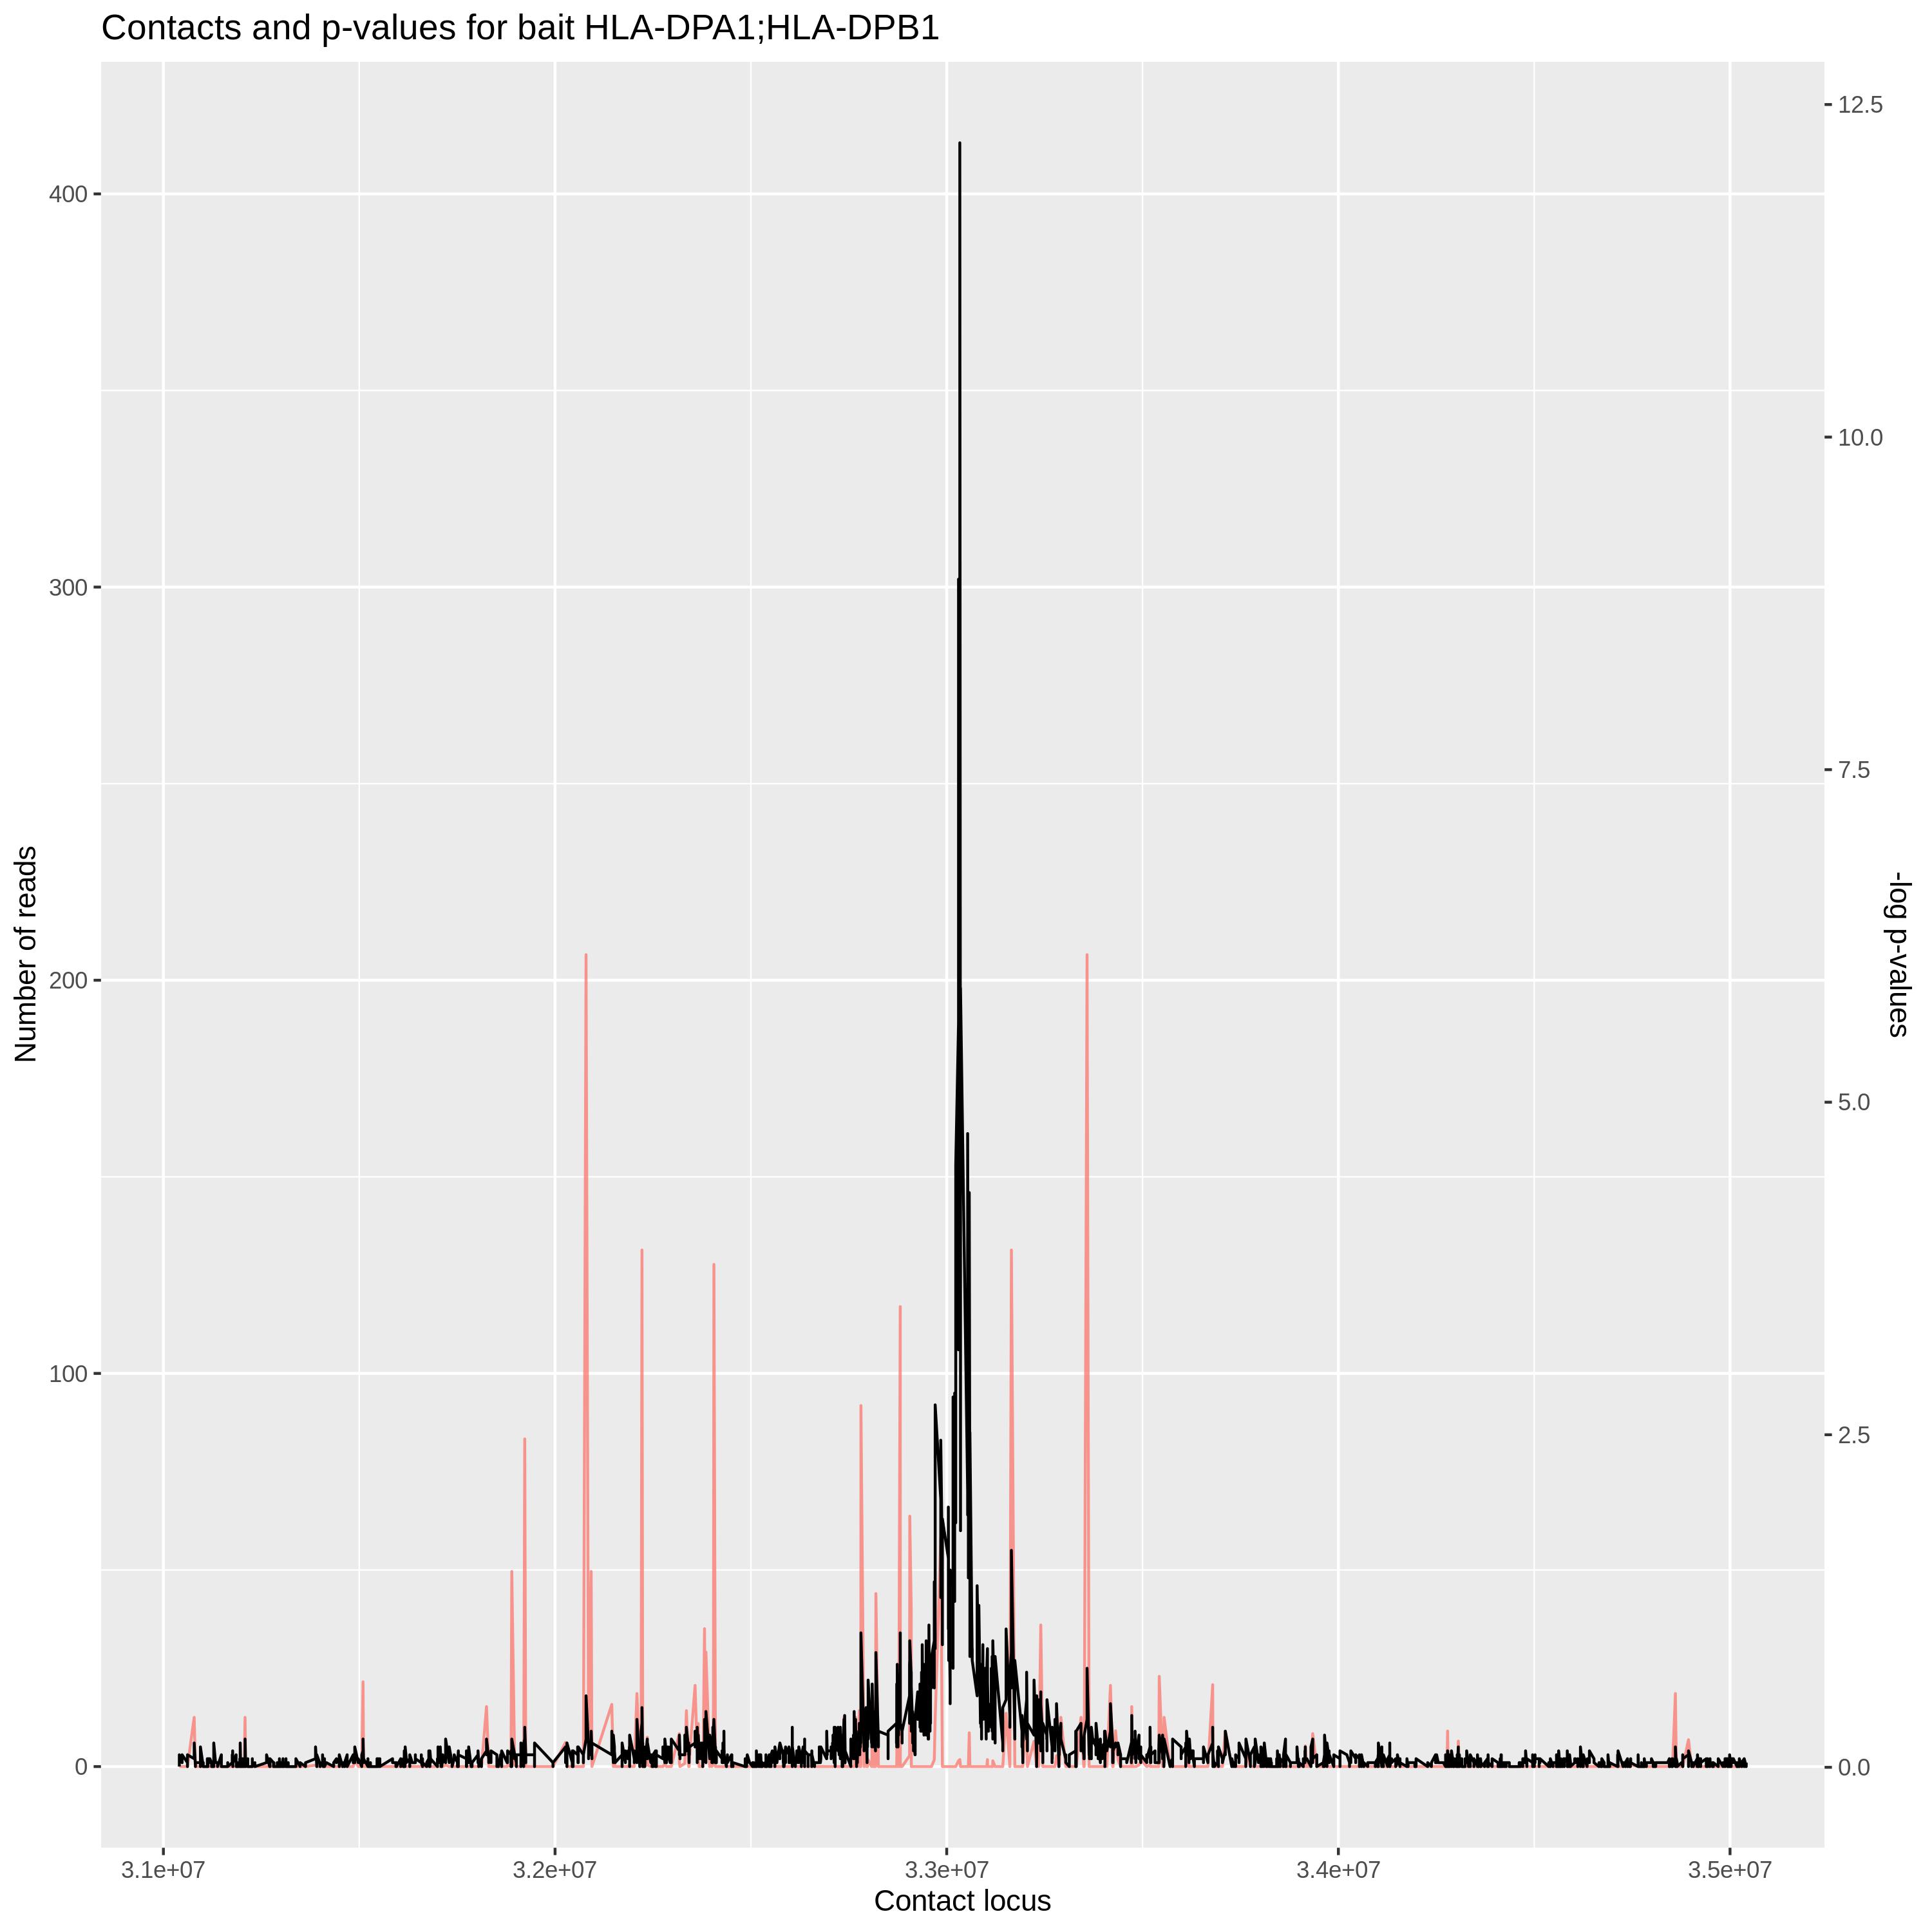 Contacts and p-values for bait HLA-DPA1;HLA-DPB1
Number of reads
400
300
200
100
0
12.5
10.0
7.5
5.0
2.5
0.0
-log p-values
3.1e+07
3.2e+07
3.3e+07
3.4e+07
3.5e+07
Contact locus